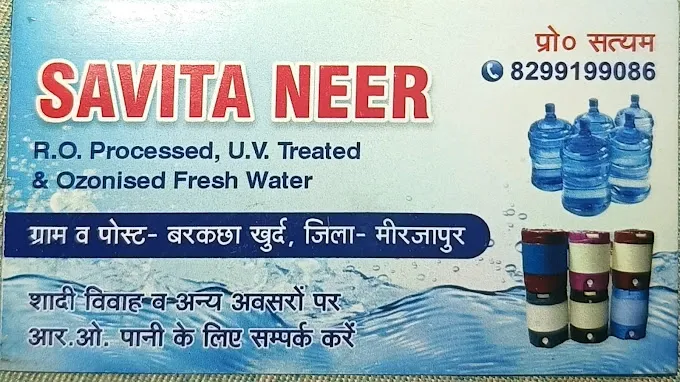 प्रो० सत्यम
8299199086
SAVITA NEER
R.O. Processed, U.V. Treated
& Ozonised Fresh Water
ग्राम व पोस्ट- बरकछा खुर्द, जिला- मीरजापुर
शादी विवाह व अन्य अवसरों पर
आर.ओ. पानी के लिए सम्पर्क करें